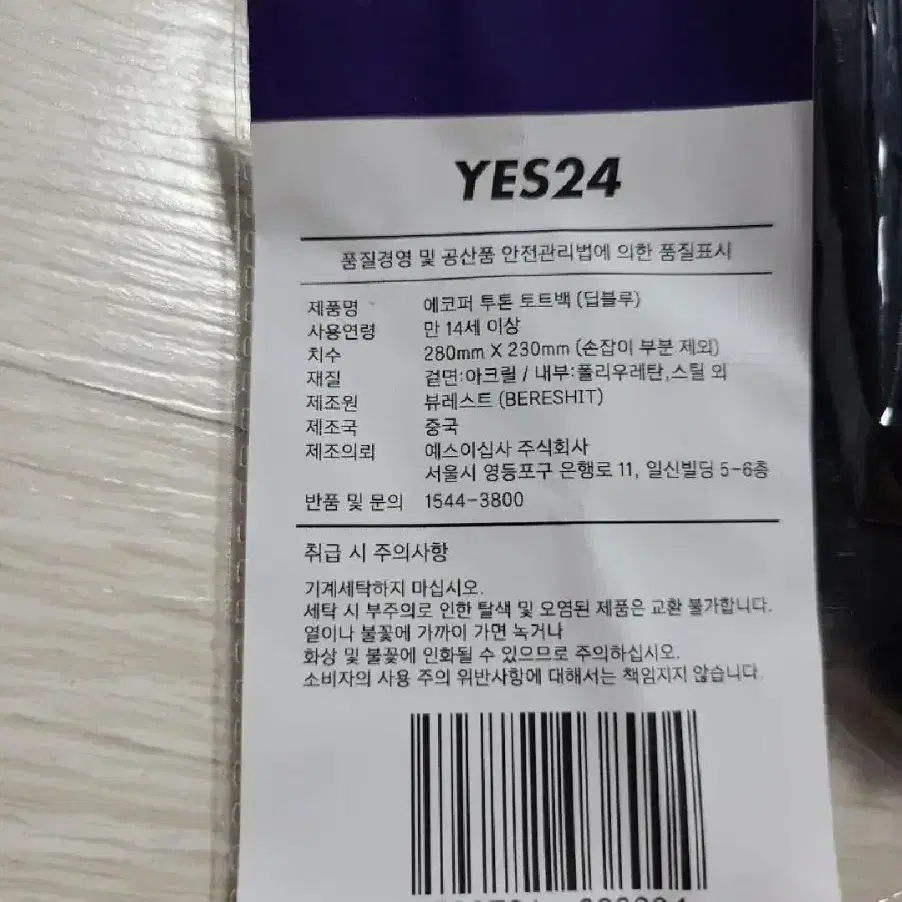 YES24
품질경영 및 공산품 안전관리법에 의한 품질표시
제품명 에코퍼 투톤 토트백 (딥블루)
사용연령 만 14세 이상
치수 280mm X 230mm (손잡이 부분 제외)
재질 겉면:아크릴 / 내부:폴리우레탄,스틸 외
제조원 뷰레스트 (BERESHIT)
제조국 중국
제조의뢰 예스이십사 주식회사
서울시 영등포구 은행로 11, 일신빌딩 5-6층
반품 및 문의 1544-3800
취급 시 주의사항
기계세탁하지 마십시오.
세탁 시 부주의로 인한 탈색 및 오염된 제품은 교환 불가합니다.
열이나 불꽃에 가까이 가면 녹거나
화상 및 불꽃에 인화될 수 있으므로 주의하십시오.
소비자의 사용 주의 위반사항에 대해서는 책임지지 않습니다.